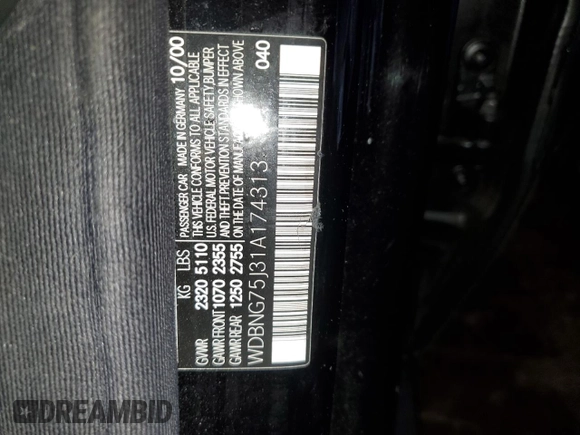 PASSENGER CAR MADE IN GERMANY 10/00
THIS VEHICLE CONFORMS TO ALL APPLICABLE
U.S. FEDERAL MOTOR VEHICLE SAFETY, BUMPER
AND THEFT PREVENTION STANDARDS IN EFFECT
ON THE DATE OF MANUFACTURE SHOWN ABOVE
040
KG LBS
GVWR 2320 5110
GAWR FRONT 1070 2355
GAWR REAR 1250 2755
WDBNG75J31A174313
DREAMBID